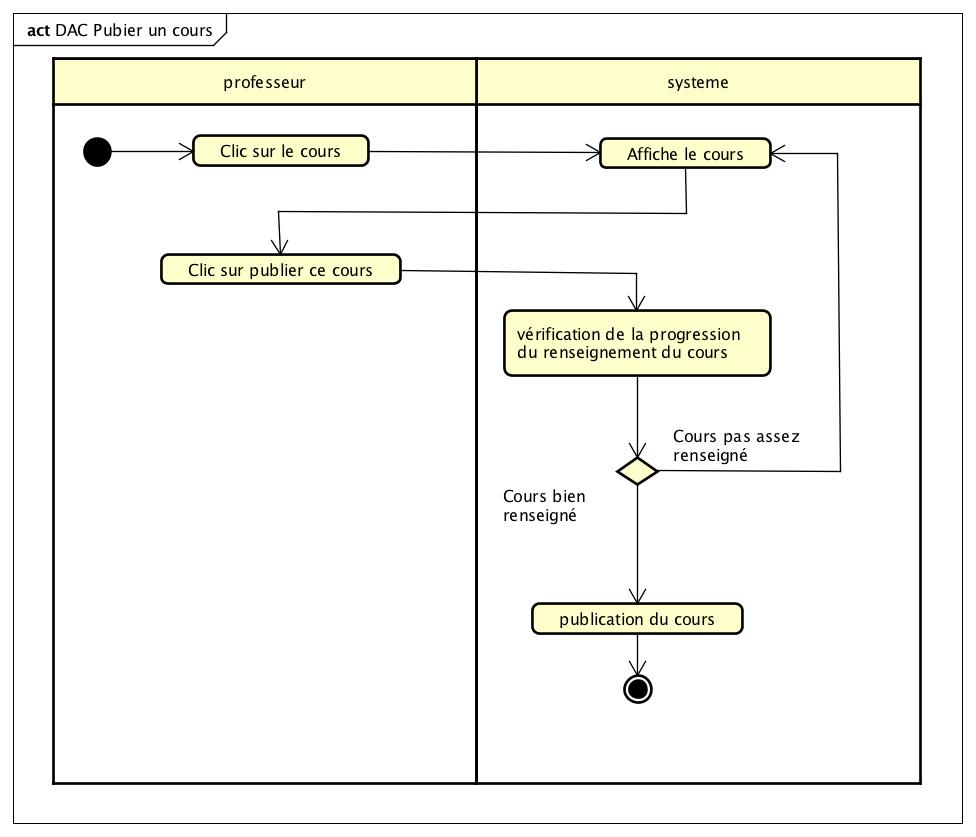 act DAC Pubier un cours
professeur
systeme
Clic sur le cours
Affiche le cours
Clic sur publier ce cours
vérification de la progression
du renseignement du cours
Cours pas assez
renseigné
Cours bien
renseigné
publication du cours